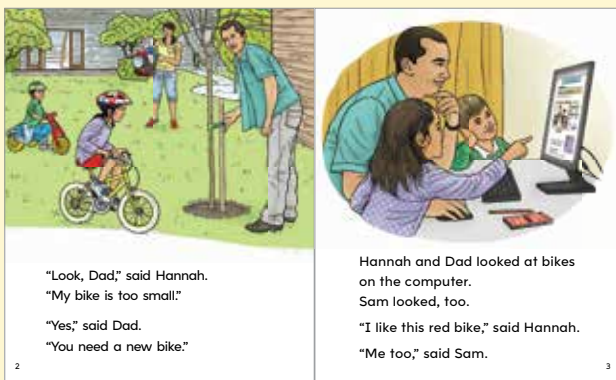 “Look, Dad,” said Hannah.
“My bike is too small.”
“Yes,” said Dad.
“You need a new bike.”
2
Hannah and Dad looked at bikes
on the computer.
Sam looked, too.
“I like this red bike,” said Hannah.
“Me too,” said Sam.
3